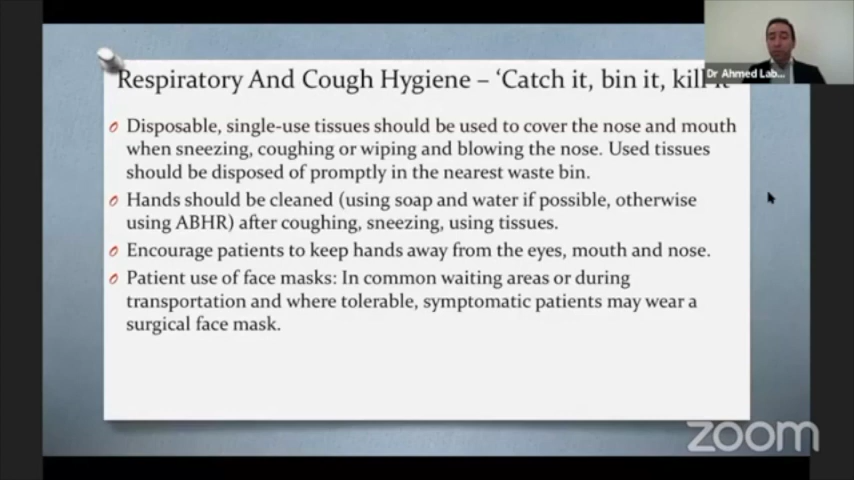 Respiratory And Cough Hygiene – ‘Catch it, bin it, kill it
Dr Ahmed Lab...
Disposable, single-use tissues should be used to cover the nose and mouth
when sneezing, coughing or wiping and blowing the nose. Used tissues
should be disposed of promptly in the nearest waste bin.
Hands should be cleaned (using soap and water if possible, otherwise
using ABHR) after coughing, sneezing, using tissues.
Encourage patients to keep hands away from the eyes, mouth and nose.
Patient use of face masks: In common waiting areas or during
transportation and where tolerable, symptomatic patients may wear a
surgical face mask.
zoom